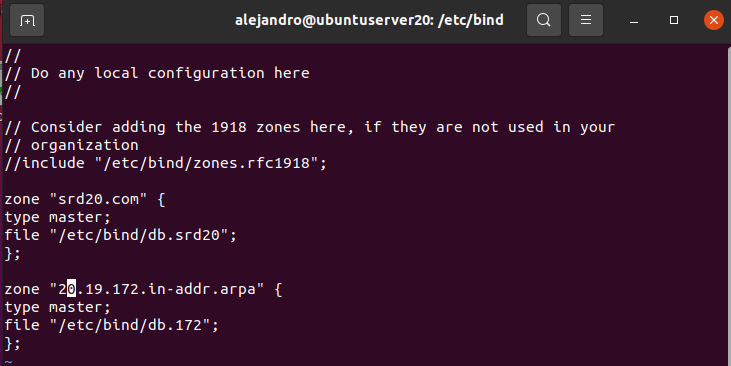 alejandro@ubuntuserver20: /etc/bind
//
// Do any local configuration here
//
// Consider adding the 1918 zones here, if they are not used in your
// organization
//include "/etc/bind/zones.rfc1918";
zone "srd20.com" {
type master;
file "/etc/bind/db.srd20";
};
zone "20.19.172.in-addr.arpa" {
type master;
file "/etc/bind/db.172";
};
~